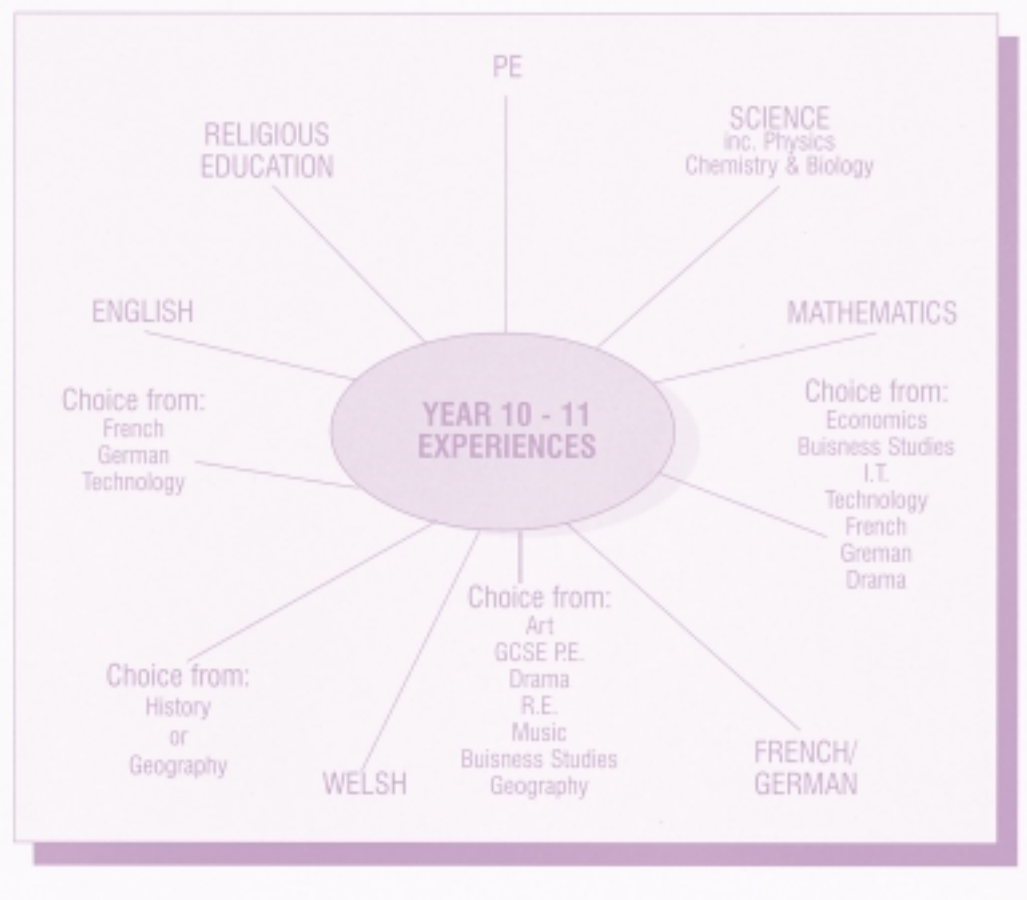 PE
RELIGIOUS
EDUCATION
SCIENCE
inc. Physics
Chemistry & Biology
ENGLISH
MATHEMATICS
YEAR 10 - 11
EXPERIENCES
Choice from:
French
German
Technology
Choice from:
Economics
Buisness Studies
I.T.
Technology
French
Greman
Drama
Choice from:
History
or
Geography
WELSH
Choice from:
Art
GCSE P.E.
Drama
R.E.
Music
Buisness Studies
Geography
FRENCH/
GERMAN